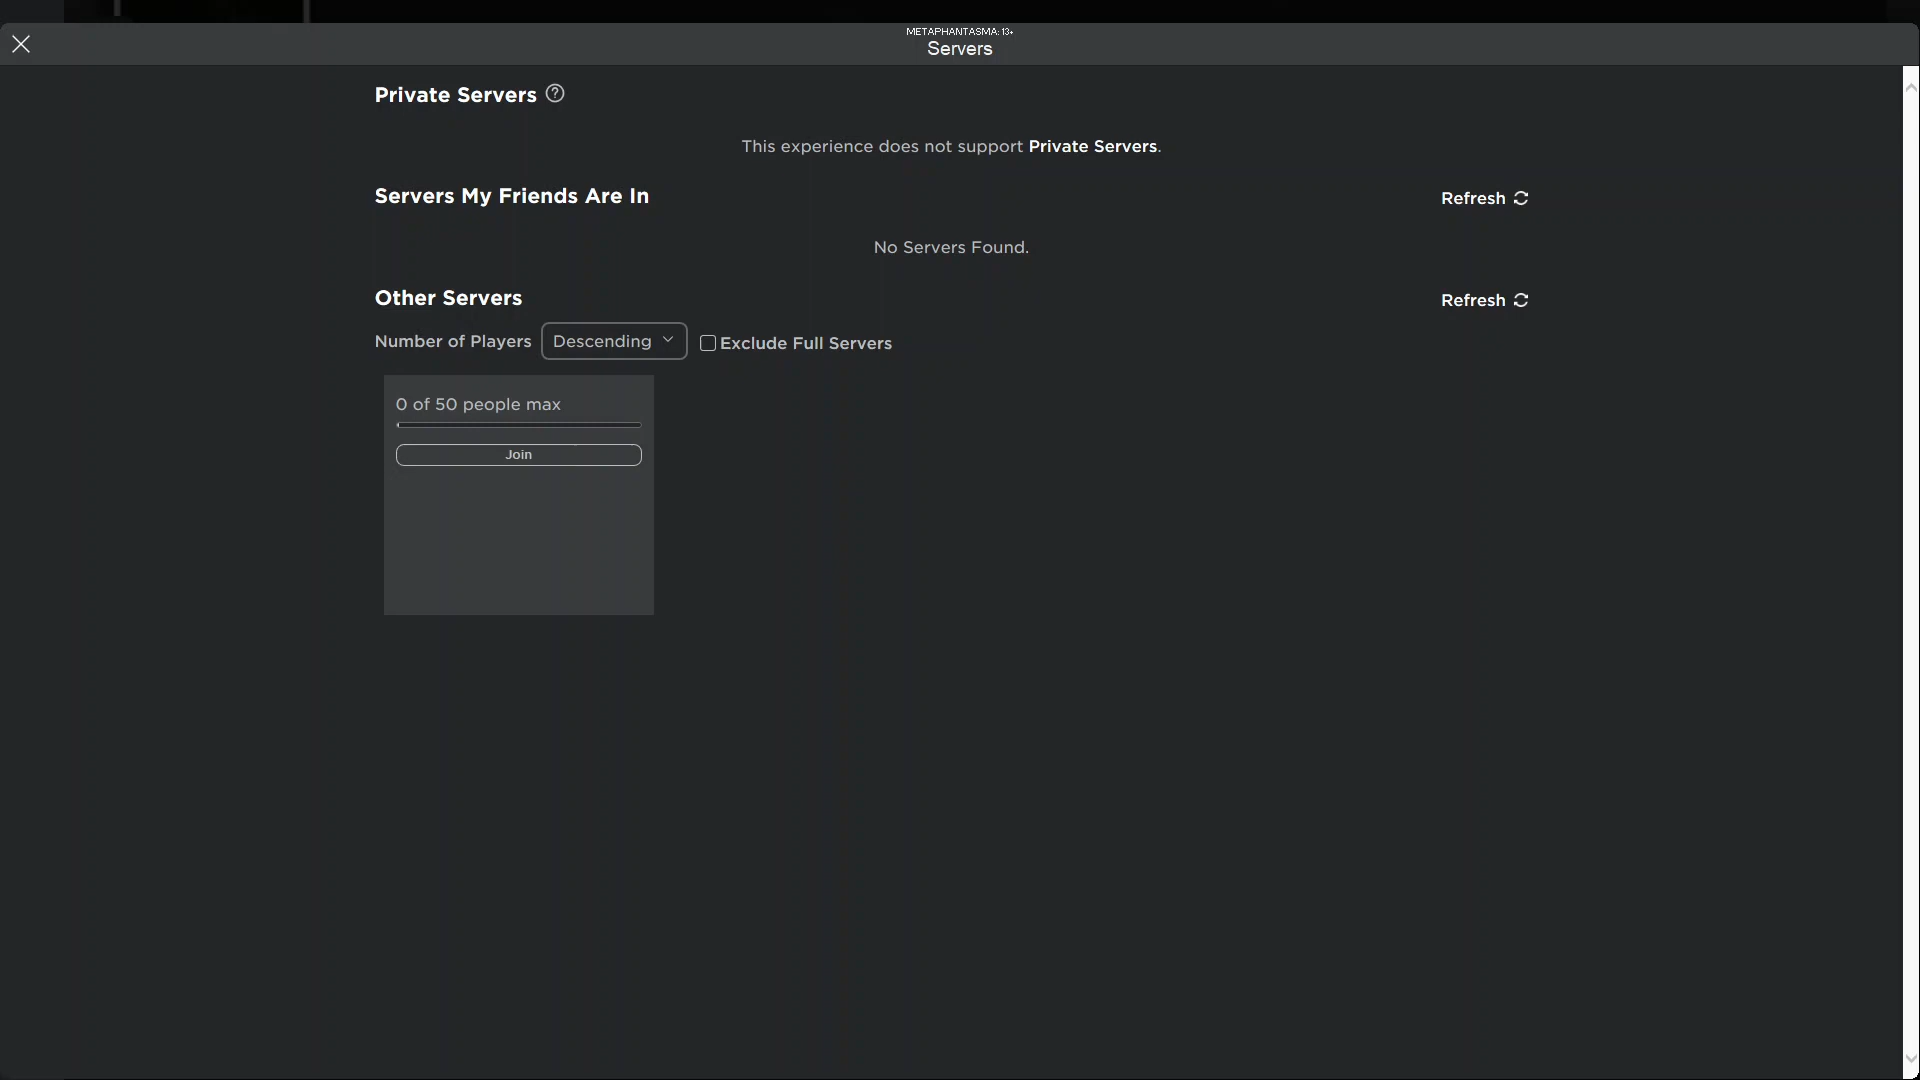 METAPHANTASMA: 13+
Servers
Private Servers
This experience does not support Private Servers.
Servers My Friends Are In
Refresh
No Servers Found.
Other Servers
Refresh
Number of Players
Descending
Exclude Full Servers
0 of 50 people max
Join